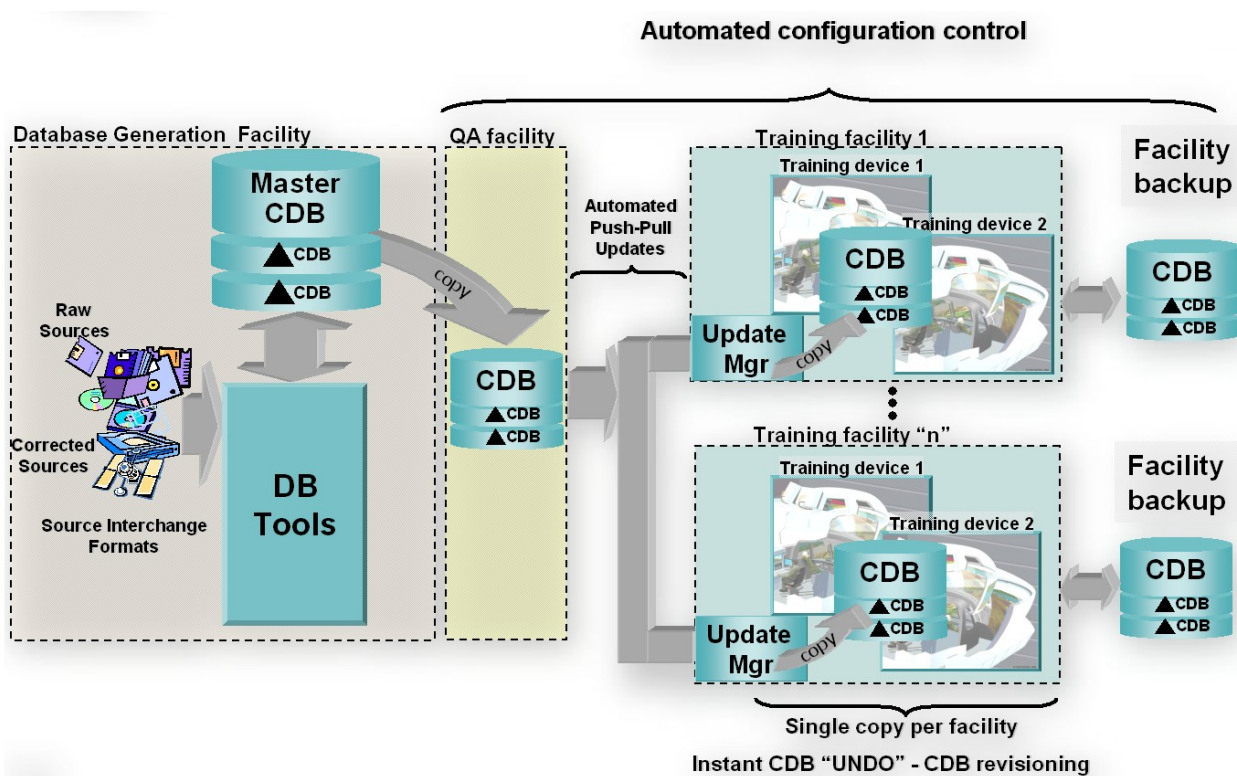 Automated configuration control
Database Generation Facility
QA facility
Training facility 1
Training device 1
Training device 2
Facility
backup
Master
CDB
▲CDB
▲CDB
copy
Automated
Push-Pull
Updates
CDB
▲CDB
▲CDB
Update
Mgr
copy
CDB
▲CDB
▲CDB
Raw
Sources
Corrected
Sources
Source Interchange
Formats
DB
Tools
CDB
▲CDB
▲CDB
Training facility “n”
Training device 1
Training device 2
CDB
▲CDB
▲CDB
Update
Mgr
copy
Facility
backup
CDB
▲CDB
▲CDB
Single copy per facility
Instant CDB “UNDO” - CDB revisioning